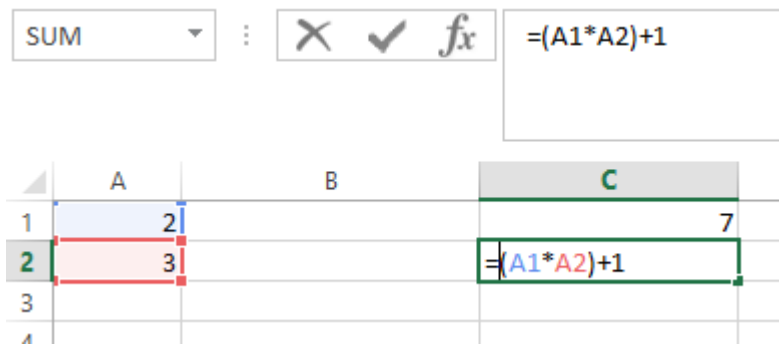 SUM fx =(A1*A2)+1
A B C
1 2 7
2 3 =(A1*A2)+1
3
4